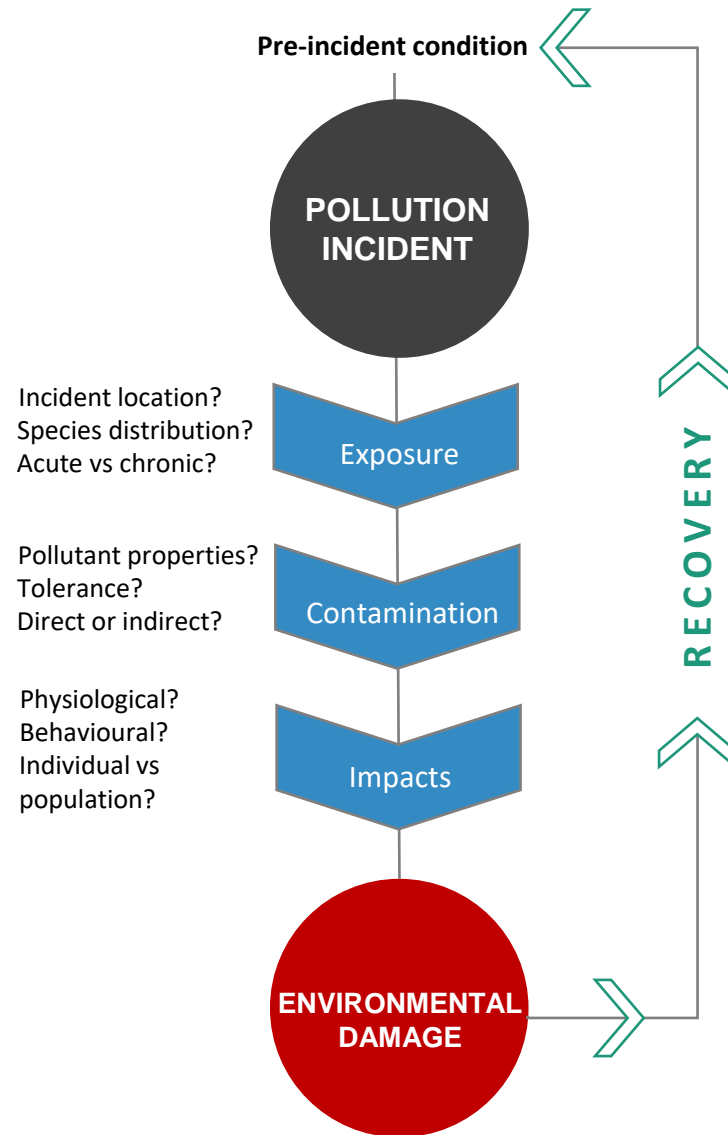 Pre-incident condition
POLLUTION
INCIDENT
Incident location?
Species distribution?
Acute vs chronic?
Exposure
Pollutant properties?
Tolerance?
Direct or indirect?
Contamination
Physiological?
Behavioural?
Individual vs
population?
Impacts
ENVIRONMENTAL
DAMAGE
RECOVERY